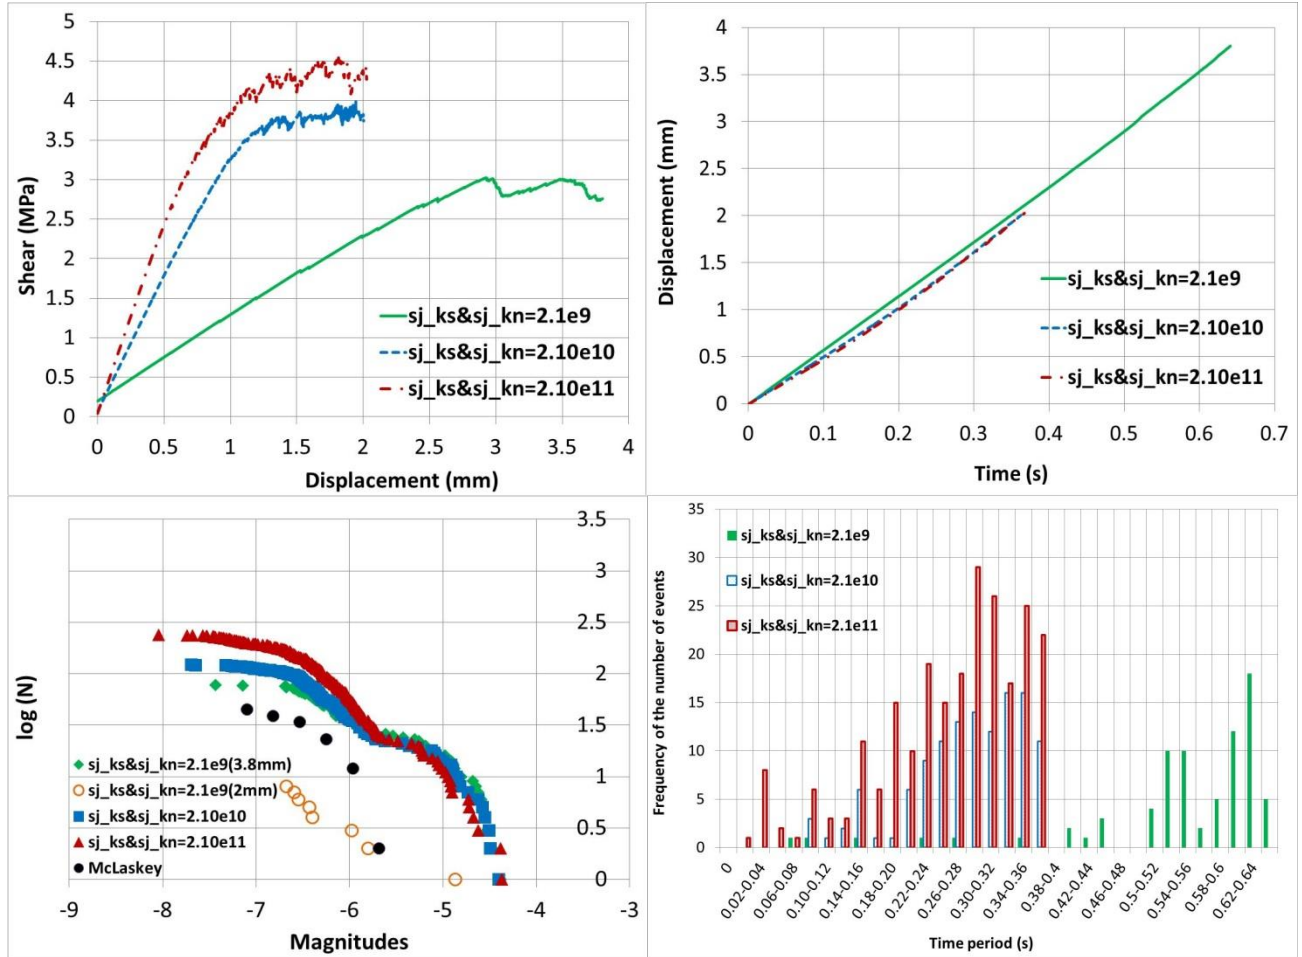 5
4.5
4
3.5
3
2.5
2
1.5
1
0.5
0
Shear (MPa)
0 0.5 1 1.5 2 2.5 3 3.5 4
Displacement (mm)
sj_ks&sj_kn=2.1e9
sj_ks&sj_kn=2.10e10
sj_ks&sj_kn=2.10e11
4
3.5
3
2.5
2
1.5
1
0.5
0
Displacement (mm)
0 0.1 0.2 0.3 0.4 0.5 0.6 0.7
Time (s)
sj_ks&sj_kn=2.1e9
sj_ks&sj_kn=2.10e10
sj_ks&sj_kn=2.10e11
3.5
3
2.5
2
1.5
1
0.5
0
log (N)
-9 -8 -7 -6 -5 -4 -3
Magnitudes
sj_ks&sj_kn=2.1e9(3.8mm)
sj_ks&sj_kn=2.1e9(2mm)
sj_ks&sj_kn=2.10e10
sj_ks&sj_kn=2.10e11
McLaskey
35
30
25
20
15
10
5
0
Frequency of the number of events
sj_ks&sj_kn=2.1e9
sj_ks&sj_kn=2.1e10
sj_ks&sj_kn=2.1e11
0
0.02-0.04
0.06-0.08
0.10-0.12
0.14-0.16
0.18-0.20
0.22-0.24
0.26-0.28
0.30-0.32
0.34-0.36
0.38-0.4
0.42-0.44
0.46-0.48
0.5-0.52
0.54-0.56
0.58-0.6
0.62-0.64
Time period (s)